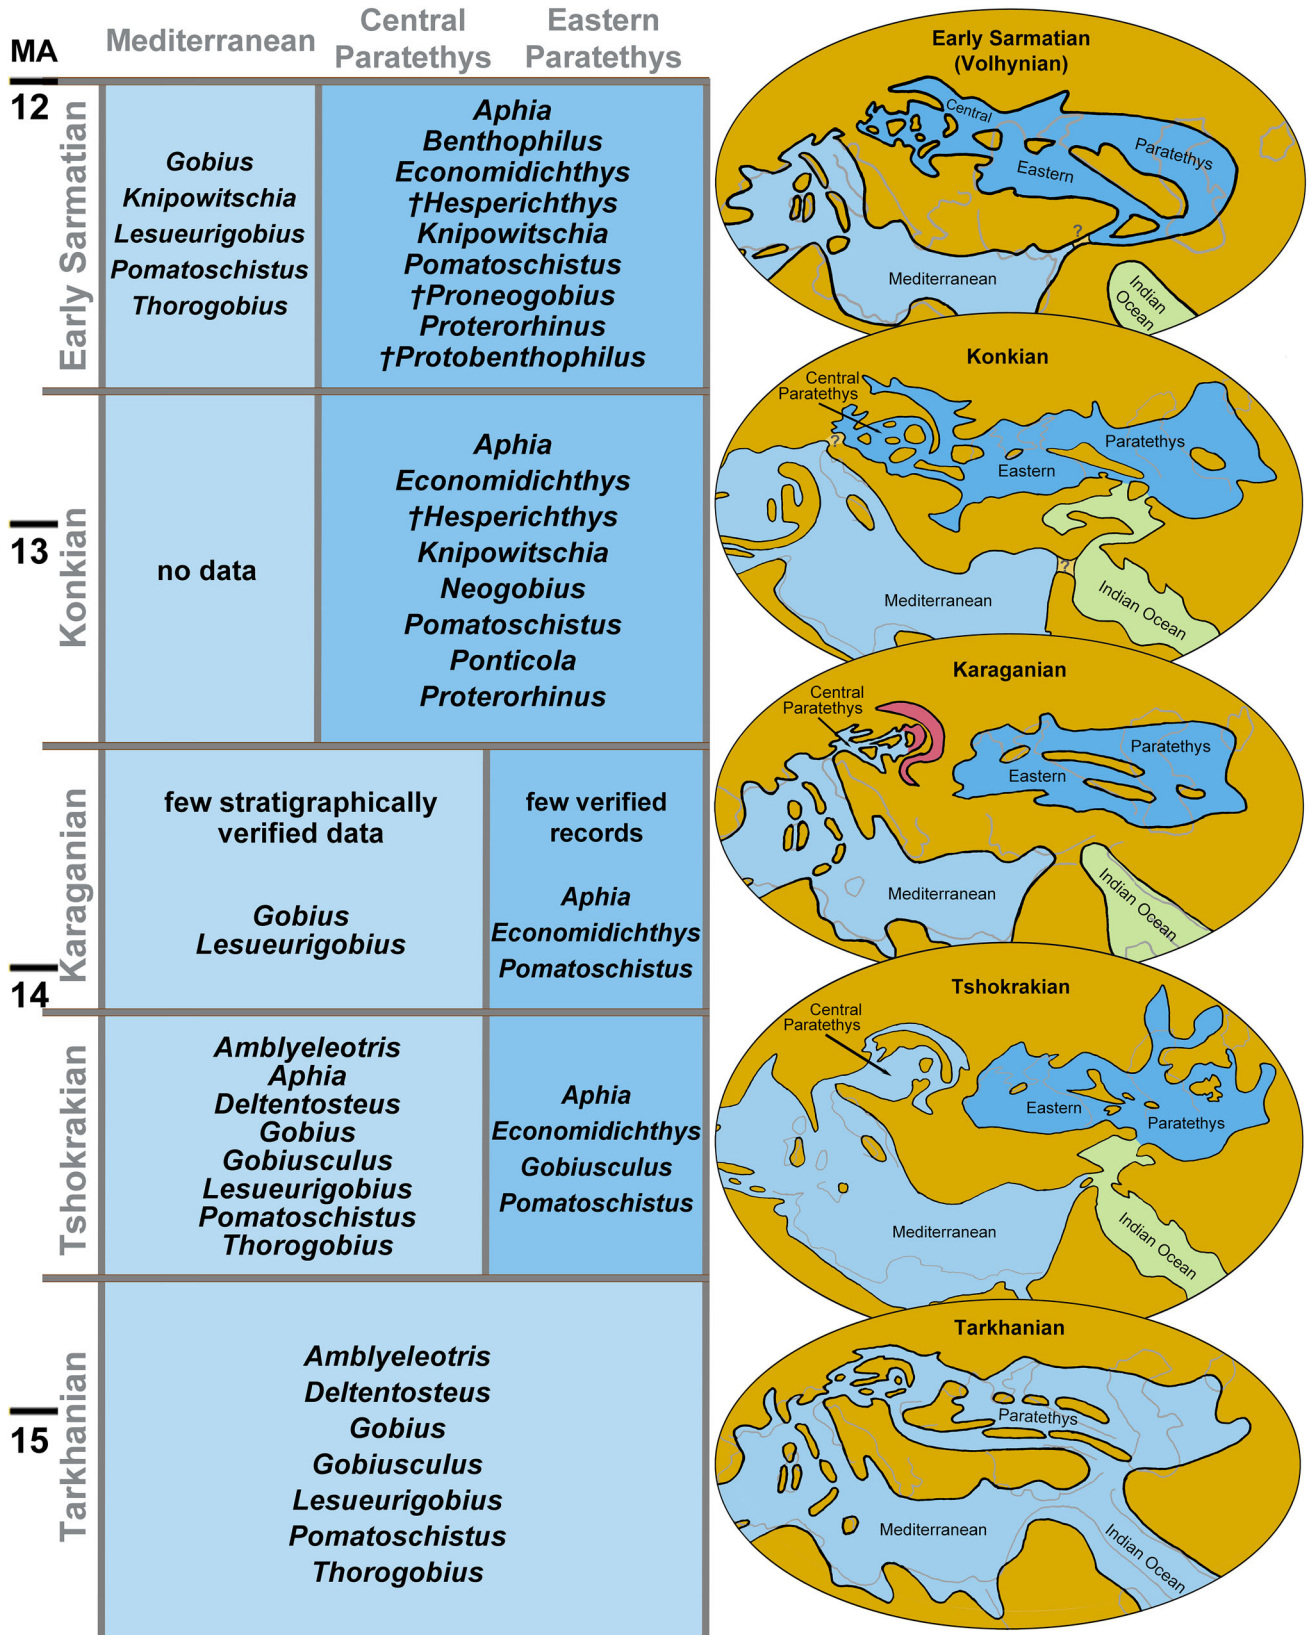 MA
Mediterranean
Central
Paratethys
Eastern
Paratethys
12
Early Sarmatian
Gobius
Knipowitschia
Lesueurigobius
Pomatoschistus
Thorogobius
Aphia
Benthophilus
Economidichthys
†Hesperichthys
Knipowitschia
Pomatoschistus
†Proneogobius
Proterorhinus
†Protobenthophilus
13
Konkian
no data
Aphia
Economidichthys
†Hesperichthys
Knipowitschia
Neogobius
Pomatoschistus
Ponticola
Proterorhinus
Karaganian
14
few stratigraphically
verified data
Gobius
Lesueurigobius
few verified
records
Aphia
Economidichthys
Pomatoschistus
Tshokrakian
Amblyeleotris
Aphia
Deltentosteus
Gobius
Gobiusculus
Lesueurigobius
Pomatoschistus
Thorogobius
Aphia
Economidichthys
Gobiusculus
Pomatoschistus
15
Tarkhanian
Amblyeleotris
Deltentosteus
Gobius
Gobiusculus
Lesueurigobius
Pomatoschistus
Thorogobius
Early Sarmatian
(Volhynian)
Central
Paratethys
Eastern
?
Mediterranean
Indian
Ocean
Konkian
Central
Paratethys
?
Paratethys
Eastern
?
Mediterranean
Indian Ocean
Karaganian
Central
Paratethys
Paratethys
Eastern
Mediterranean
Indian Ocean
Tshokrakian
Central
Paratethys
Eastern
Paratethys
Mediterranean
Indian Ocean
Tarkhanian
Paratethys
Mediterranean
Indian Ocean